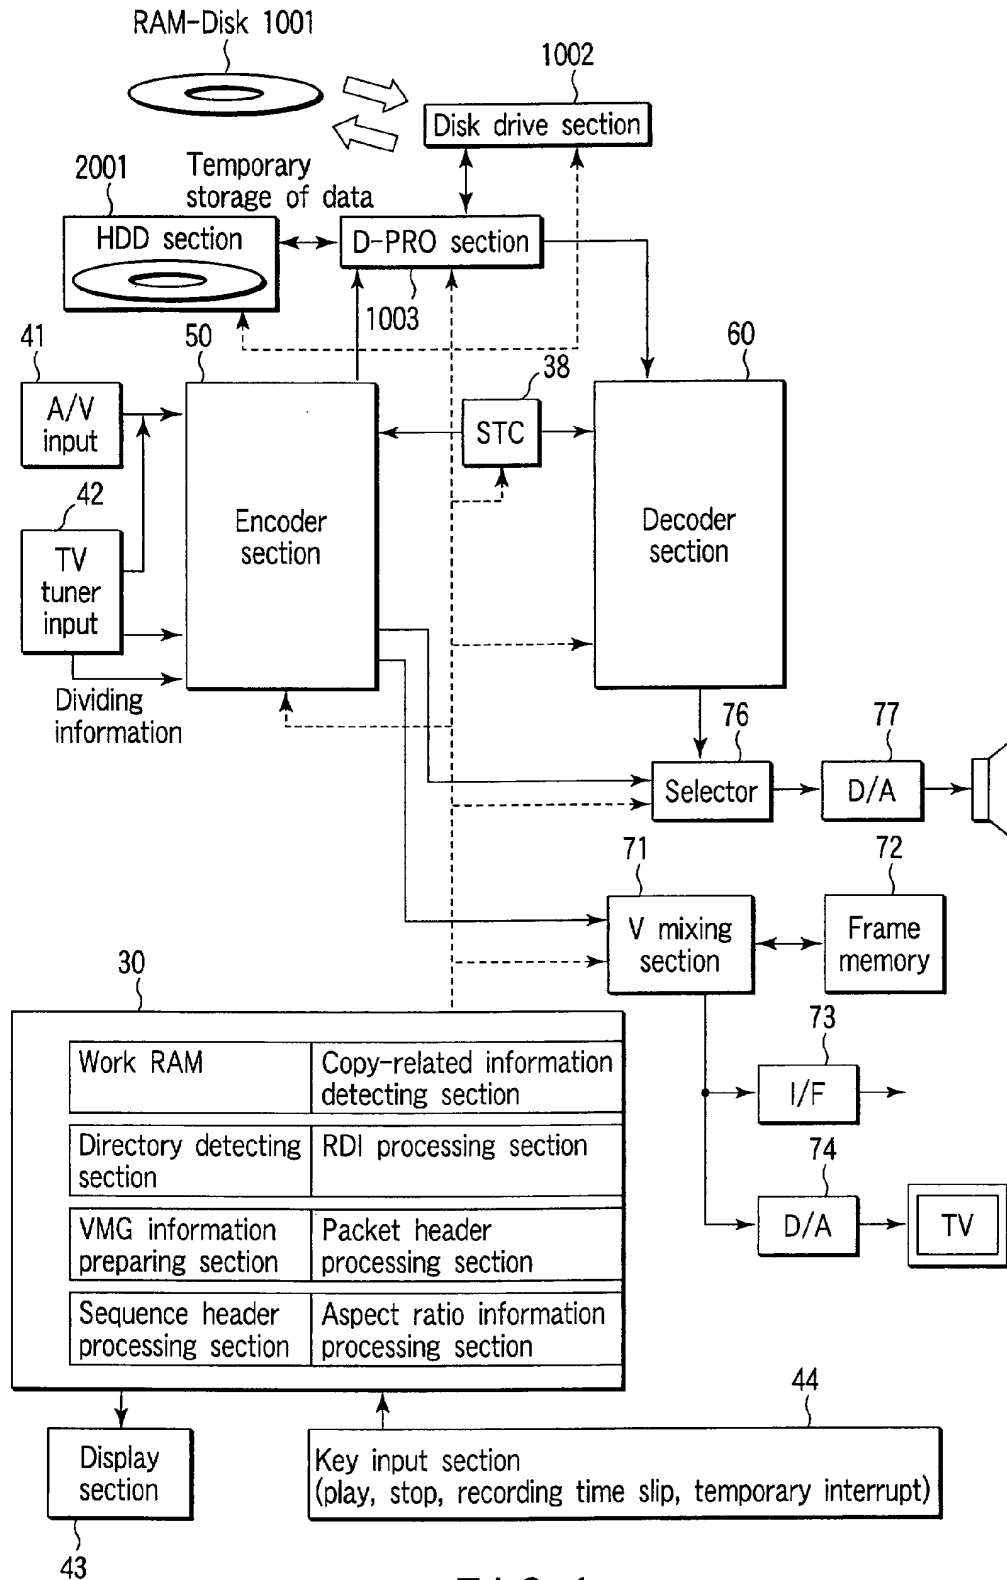 RAM-Disk 1001
1002
Disk drive section
2001
Temporary
storage of data
HDD section
D-PRO section
1003
41
50
38
60
A/V
input
STC
42
TV
tuner
input
Encoder
section
Decoder
section
Dividing
information
76
77
Selector
D/A
71
72
V mixing
section
Frame
memory
30
73
Work RAM
Copy-related information
detecting section
I/F
Directory detecting
section
RDI processing section
74
VMG information
preparing section
Packet header
processing section
D/A
TV
Sequence header
processing section
Aspect ratio information
processing section
44
Display
section
Key input section
(play, stop, recording time slip, temporary interrupt)
43